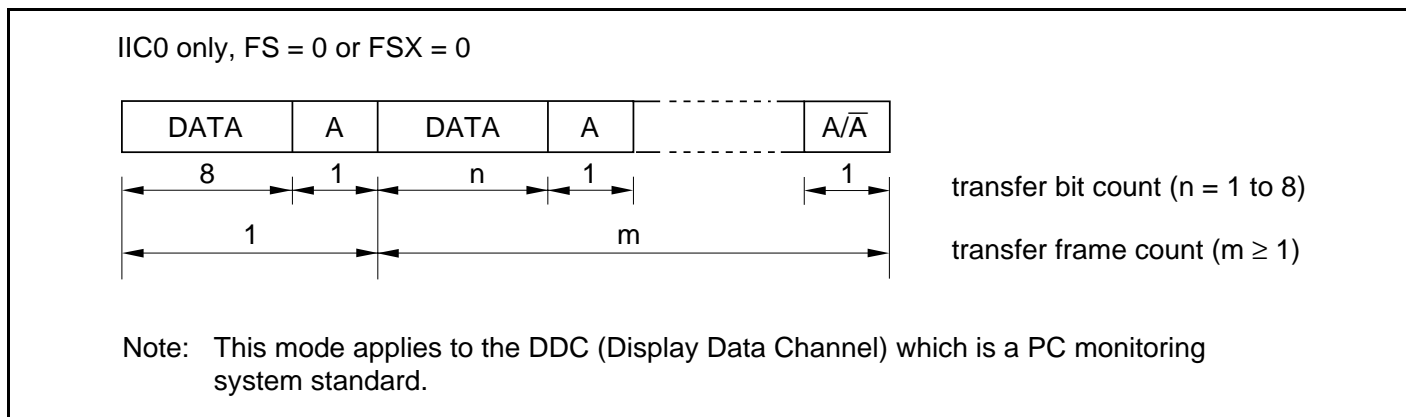 IIC0 only, FS = 0 or FSX = 0
DATA A DATA A A/A̅
8 1 n 1 1 transfer bit count (n = 1 to 8)
1 m transfer frame count (m ≥ 1)
Note: This mode applies to the DDC (Display Data Channel) which is a PC monitoring
system standard.